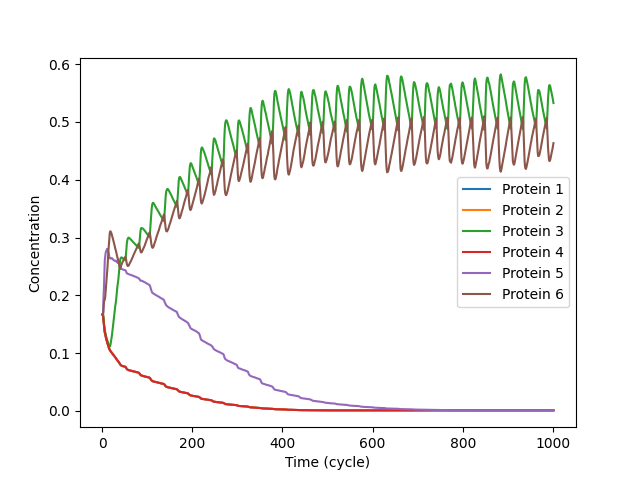 0.6
0.5
0.4
0.3
0.2
0.1
0.0
Concentration
Protein 1
Protein 2
Protein 3
Protein 4
Protein 5
Protein 6
0 200 400 600 800 1000
Time (cycle)